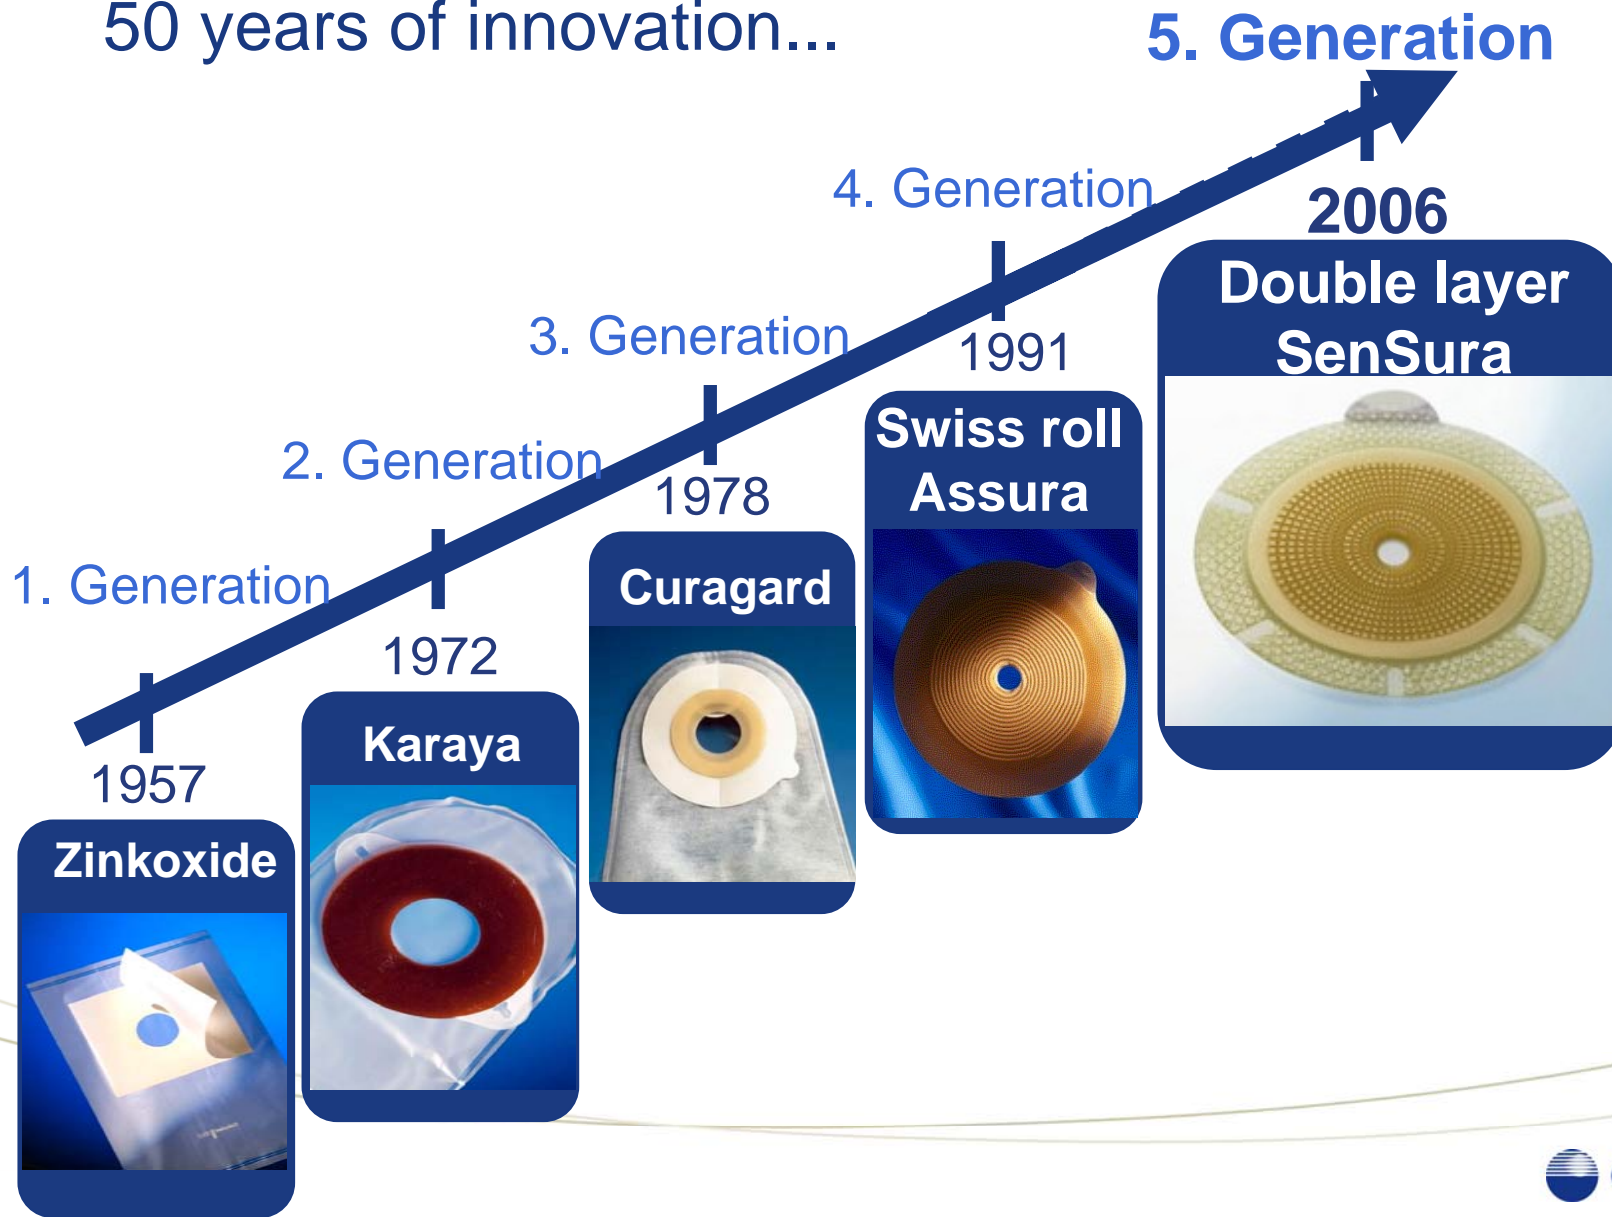 50 years of innovation...
5. Generation
4. Generation
2006
Double layer
SenSura
3. Generation
1991
Swiss roll
Assura
2. Generation
1978
Curagard
1. Generation
1972
Karaya
1957
Zinkoxide